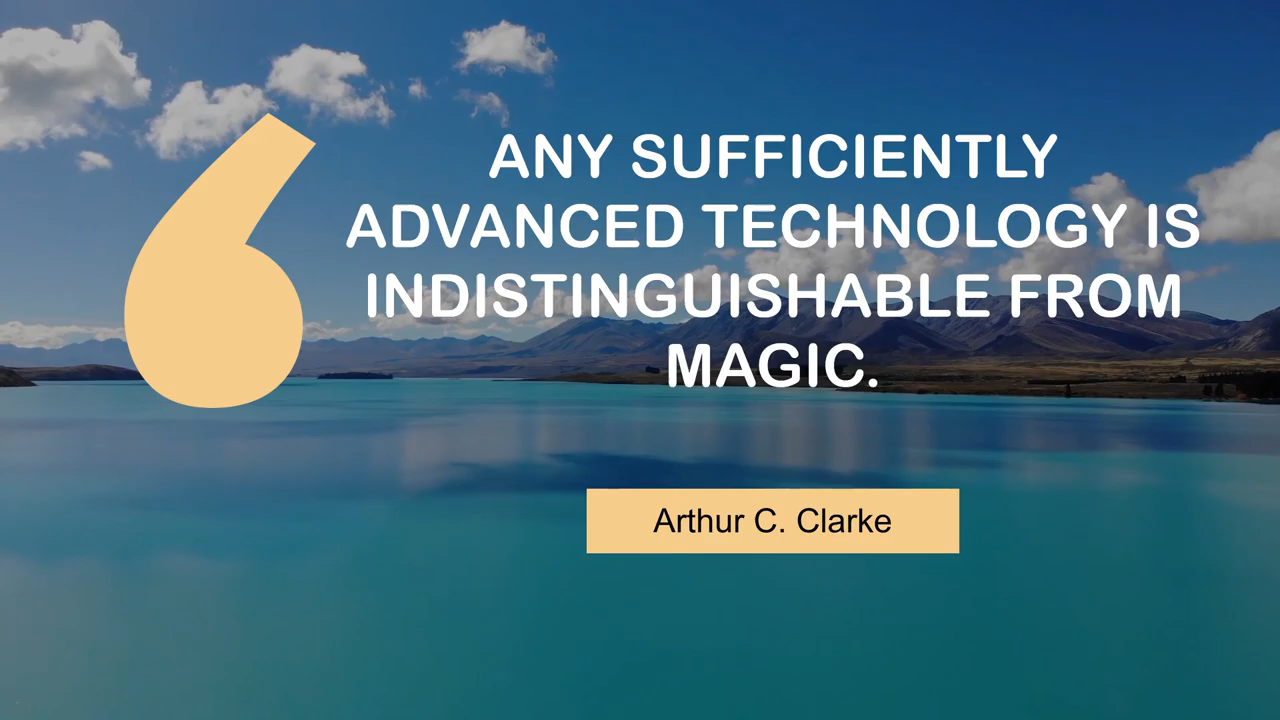 ANY SUFFICIENTLY
ADVANCED TECHNOLOGY IS
INDISTINGUISHABLE FROM
MAGIC.
Arthur C. Clarke